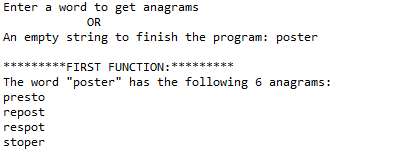 Enter a word to get anagrams
OR
An empty string to finish the program: poster
*********FIRST FUNCTION:*********
The word "poster" has the following 6 anagrams:
presto
repost
respot
stoper